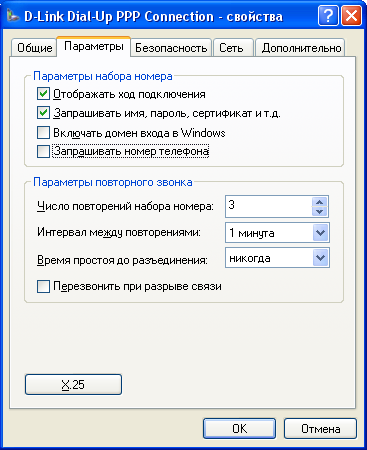 D-Link Dial-Up PPP Connection - свойства
Общие Параметры Безопасность Сеть Дополнительно
Параметры набора номера
Отображать ход подключения
Запрашивать имя, пароль, сертификат и т.д.
Включать домен входа в Windows
Запрашивать номер телефона
Параметры повторного звонка
Число повторений набора номера: 3
Интервал между повторениями: 1 минута
Время простоя до разъединения: никогда
Перезвонить при разрыве связи
X.25
OK Отмена